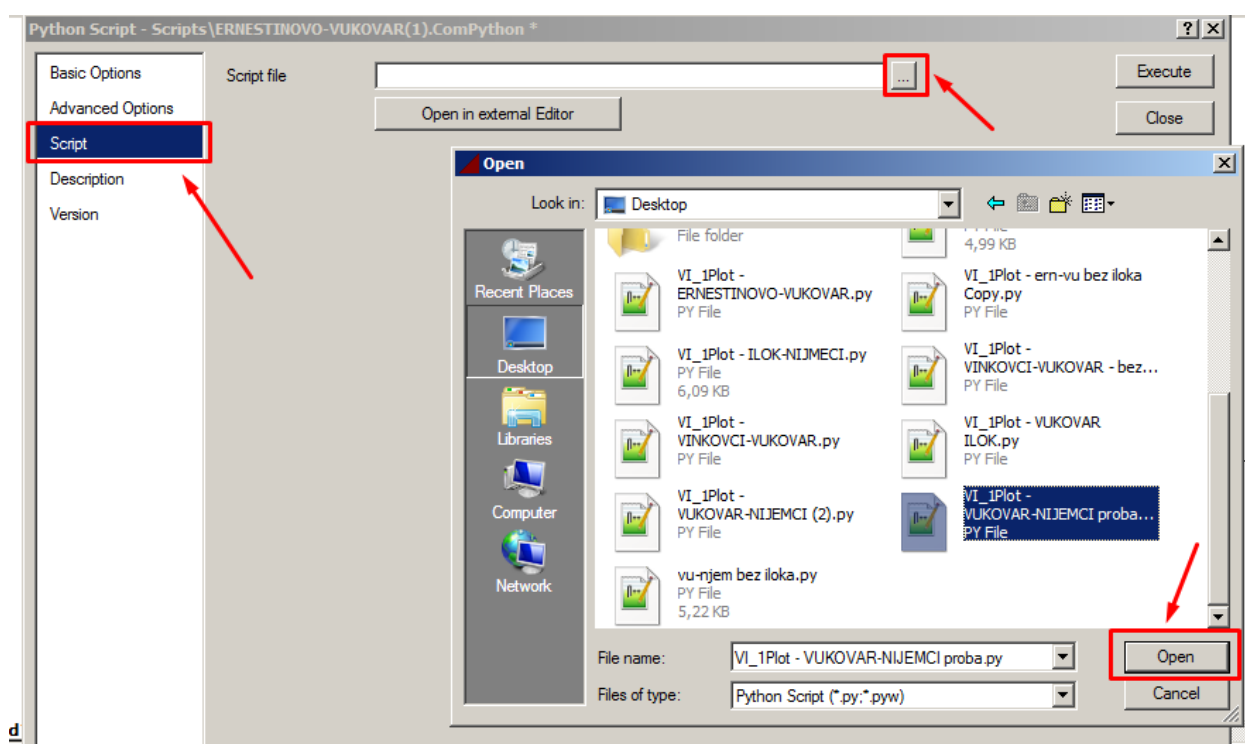 Python Script - Scripts\ERNESTINOVO-VUKOVAR(1).ComPython *
Basic Options
Advanced Options
Script
Description
Version
Script file
...
Open in external Editor
Execute
Close
Open
Look in:
Desktop
Recent Places
Desktop
Libraries
Computer
Network
File folder
4,99 KB
VI_1Plot -
ERNESTINOVO-VUKOVAR.py
PY File
VI_1Plot - ern-vu bez iloka
Copy.py
PY File
VI_1Plot - ILOK-NIJMECI.py
PY File
6,09 KB
VI_1Plot -
VINKOVCI-VUKOVAR - bez...
PY File
VI_1Plot -
VINKOVCI-VUKOVAR.py
PY File
VI_1Plot - VUKOVAR
ILOK.py
PY File
VI_1Plot -
VUKOVAR-NIJEMCI (2).py
PY File
VI_1Plot -
VUKOVAR-NIJEMCI proba...
PY File
vu-njem bez iloka.py
PY File
5,22 KB
File name:
VI_1Plot - VUKOVAR-NIJEMCI proba.py
Open
Files of type:
Python Script (*.py;*.pyw)
Cancel
d